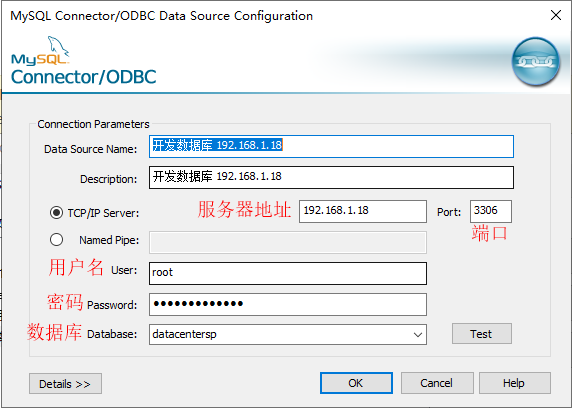 MySQL Connector/ODBC Data Source Configuration
MySQL
Connector/ODBC
Connection Parameters
Data Source Name: 开发数据库 192.168.1.18
Description: 开发数据库 192.168.1.18
TCP/IP Server: 服务器地址 192.168.1.18 Port: 3306
端口
Named Pipe:
用户名 User: root
密码 Password: •••••••••••••
数据库 Database: datacentersp Test
Details >> OK Cancel Help